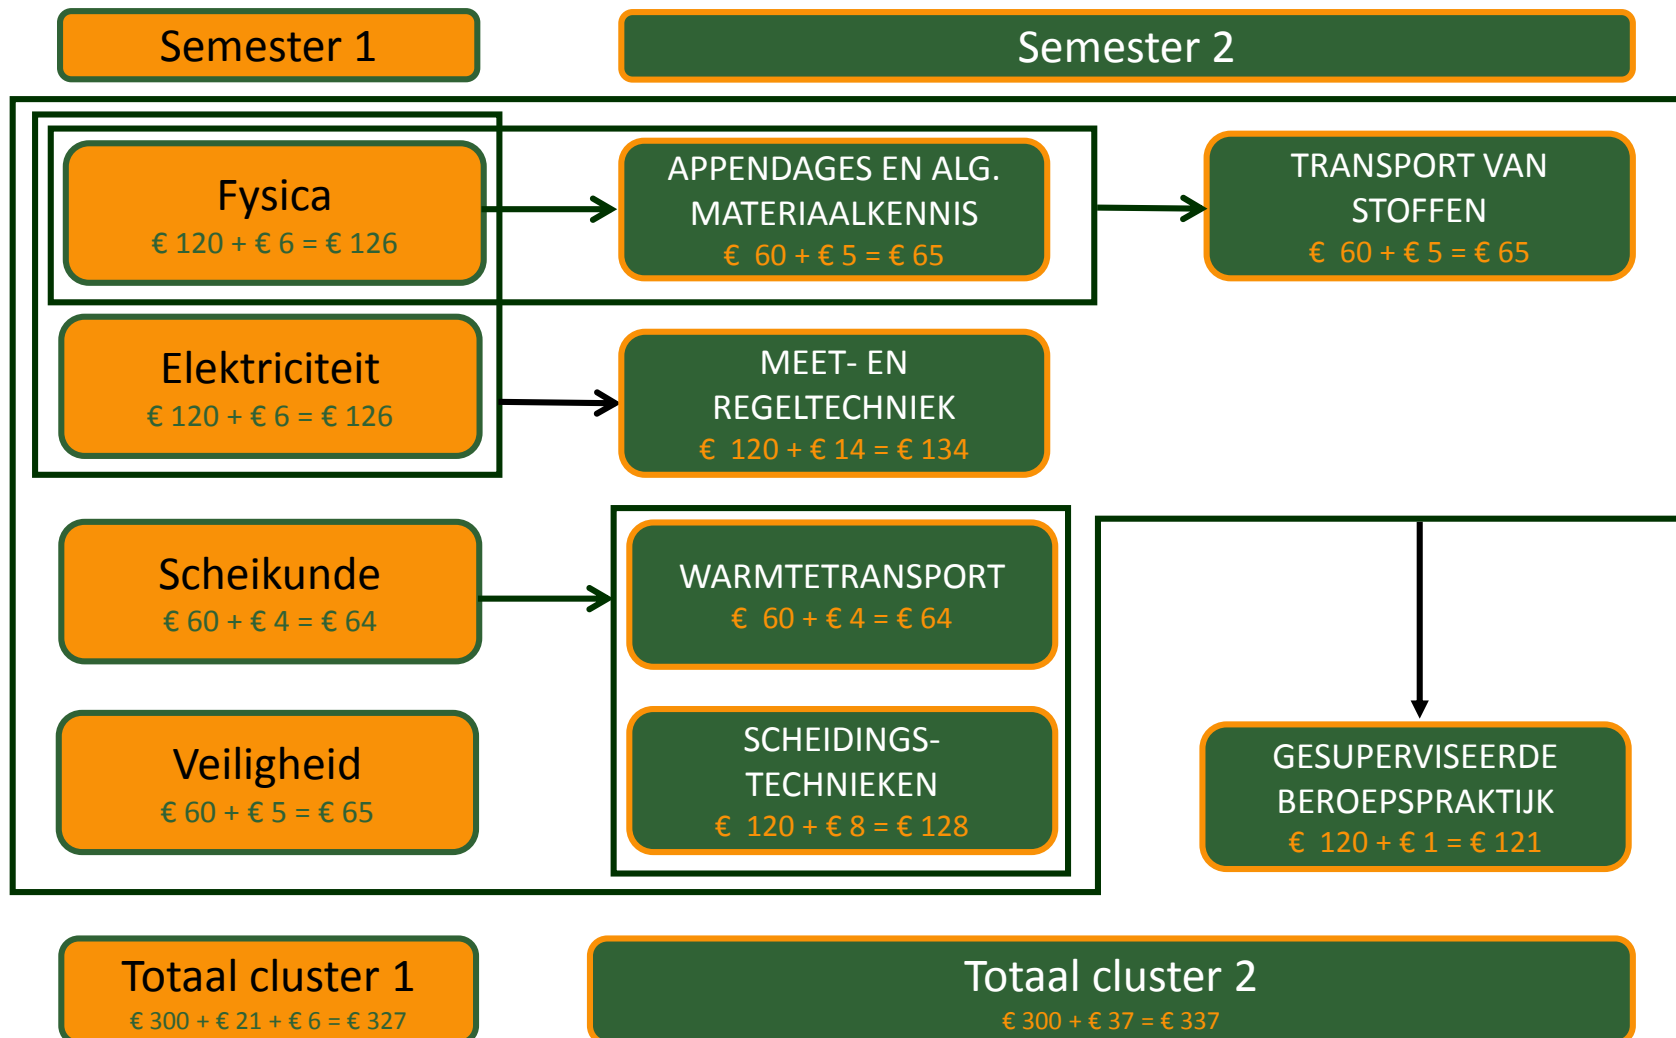 Semester 1
Semester 2
Fysica
€ 120 + € 6 = € 126
APPENDAGES EN ALG.
MATERIAALKENNIS
€ 60 + € 5 = € 65
TRANSPORT VAN
STOFFEN
€ 60 + € 5 = € 65
Elektriciteit
€ 120 + € 6 = € 126
MEET- EN
REGELTECHNIEK
€ 120 + € 14 = € 134
Scheikunde
€ 60 + € 4 = € 64
WARMTETRANSPORT
€ 60 + € 4 = € 64
Veiligheid
€ 60 + € 5 = € 65
SCHEIDINGS-
TECHNIEKEN
€ 120 + € 8 = € 128
GESUPERVISEERDE
BEROEPSPRAKTIJK
€ 120 + € 1 = € 121
Totaal cluster 1
€ 300 + € 21 + € 6 = € 327
Totaal cluster 2
€ 300 + € 37 = € 337